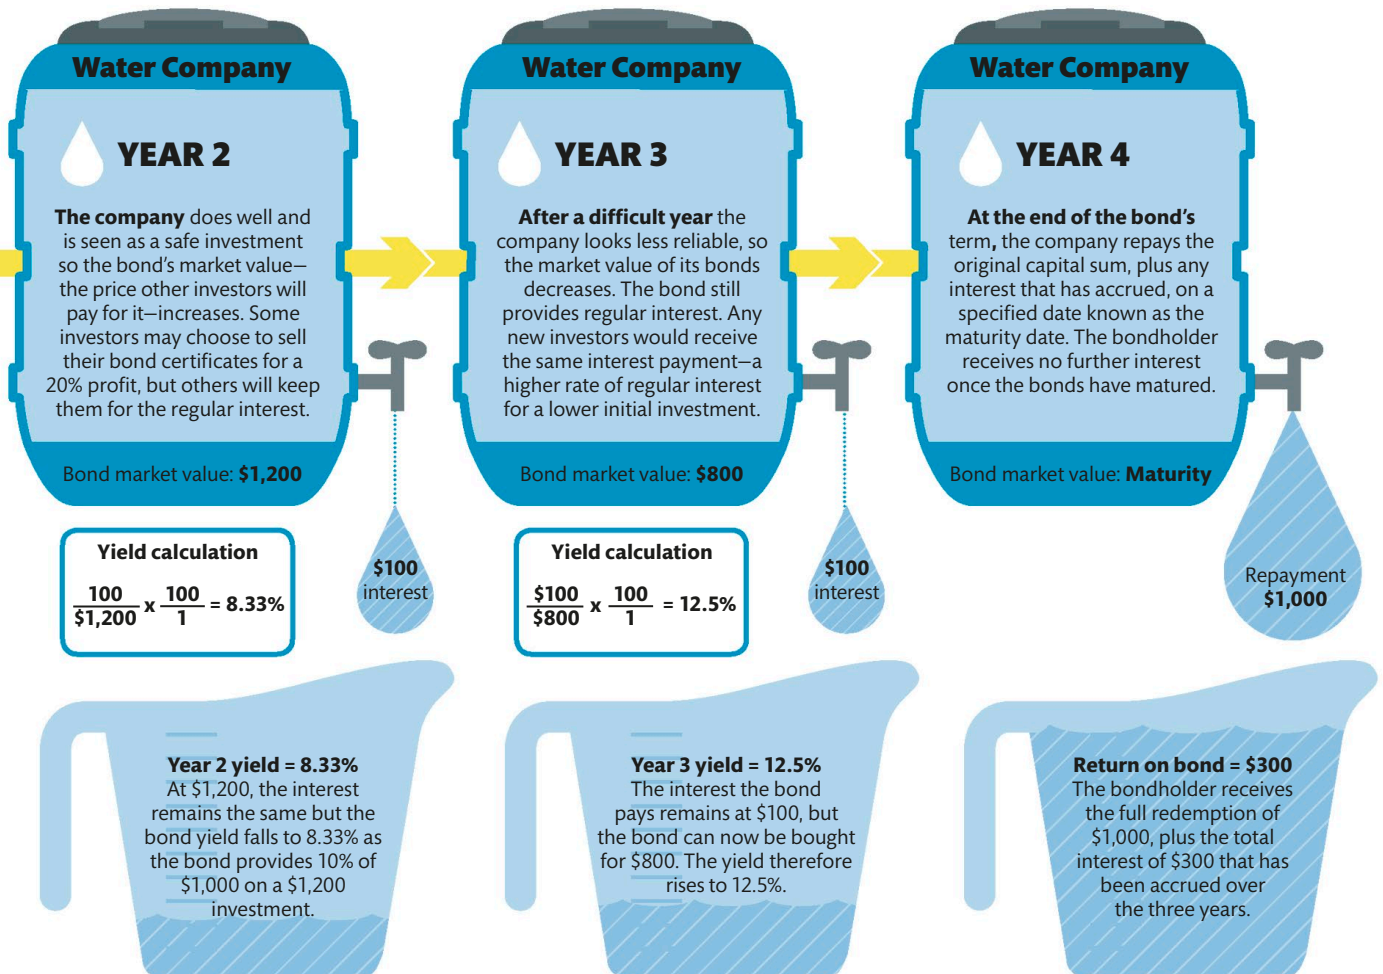 Water Company
YEAR 2
The company does well and
is seen as a safe investment
so the bond's market value—
the price other investors will
pay for it—increases. Some
investors may choose to sell
their bond certificates for a
20% profit, but others will keep
them for the regular interest.
Bond market value: $1,200
Yield calculation
100
$1,200
x
100
1
= 8.33%
$100
interest
Year 2 yield = 8.33%
At $1,200, the interest
remains the same but the
bond yield falls to 8.33% as
the bond provides 10% of
$1,000 on a $1,200
investment.
Water Company
YEAR 3
After a difficult year the
company looks less reliable, so
the market value of its bonds
decreases. The bond still
provides regular interest. Any
new investors would receive
the same interest payment—a
higher rate of regular interest
for a lower initial investment.
Bond market value: $800
Yield calculation
$100
$800
x
100
1
= 12.5%
$100
interest
Year 3 yield = 12.5%
The interest the bond
pays remains at $100, but
the bond can now be bought
for $800. The yield therefore
rises to 12.5%.
Water Company
YEAR 4
At the end of the bond's
term, the company repays the
original capital sum, plus any
interest that has accrued, on a
specified date known as the
maturity date. The bondholder
receives no further interest
once the bonds have matured.
Bond market value: Maturity
Repayment
$1,000
Return on bond = $300
The bondholder receives
the full redemption of
$1,000, plus the total
interest of $300 that has
been accrued over
the three years.